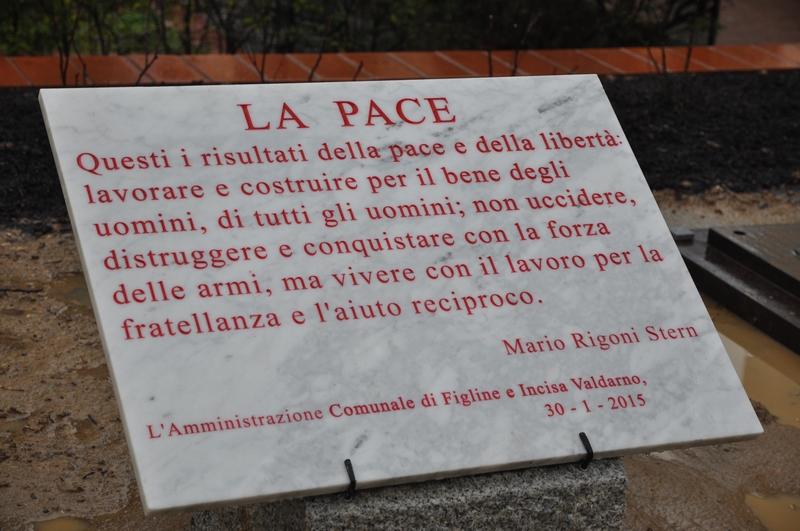 LA PACE
Questi i risultati della pace e della libertà:
lavorare e costruire per il bene degli
uomini, di tutti gli uomini; non uccidere,
distruggere e conquistare con la forza
delle armi, ma vivere con il lavoro per la
fratellanza e l'aiuto reciproco.
Mario Rigoni Stern
L'Amministrazione Comunale di Figline e Incisa Valdarno,
30 - 1 - 2015